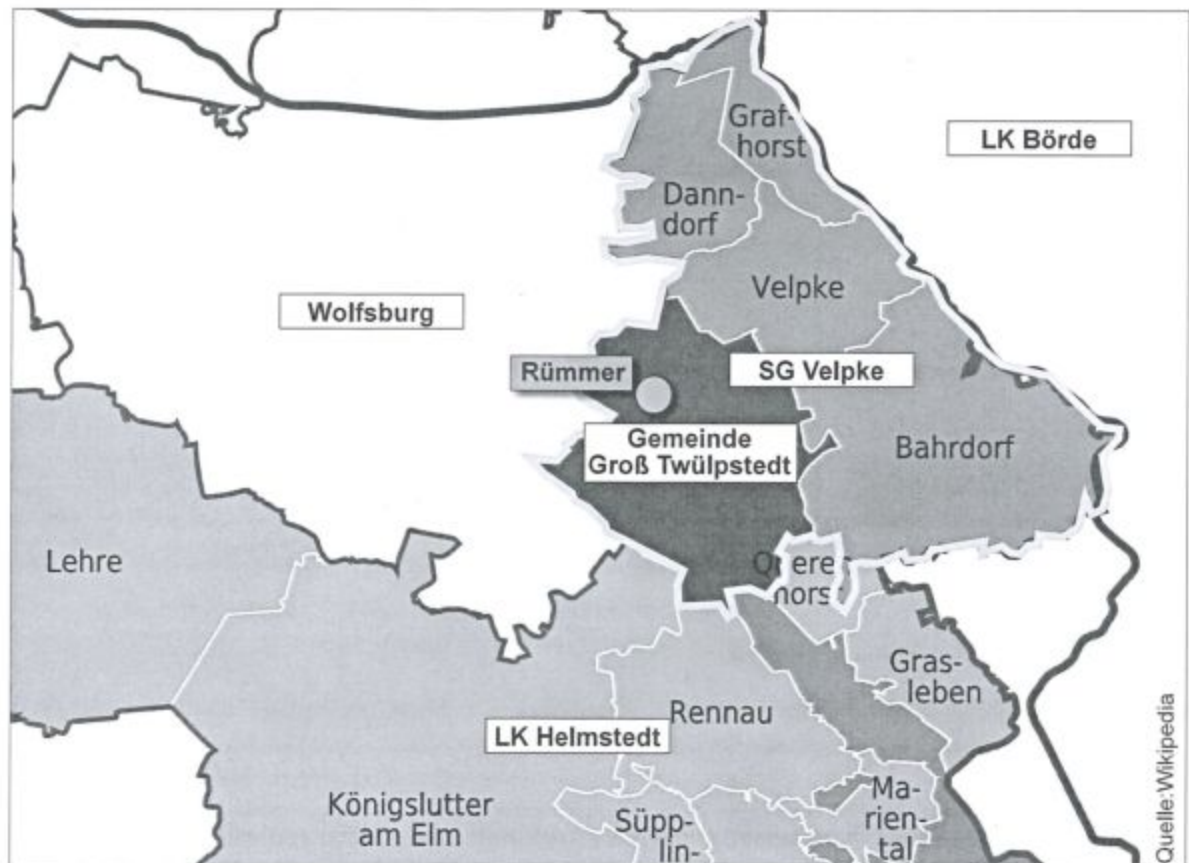 Graf-
horst
LK Börde
Dann-
dorf
Velpke
Wolfsburg
Rümmer
SG Velpke
Gemeinde
Groß Twülpstedt
Bahrdorf
Lehre
horst
Gras-
leben
Rennau
LK Helmstedt
Königslutter
am Elm
Süpp-
lin-
Ma-
rien-
tal
Quelle:Wikipedia